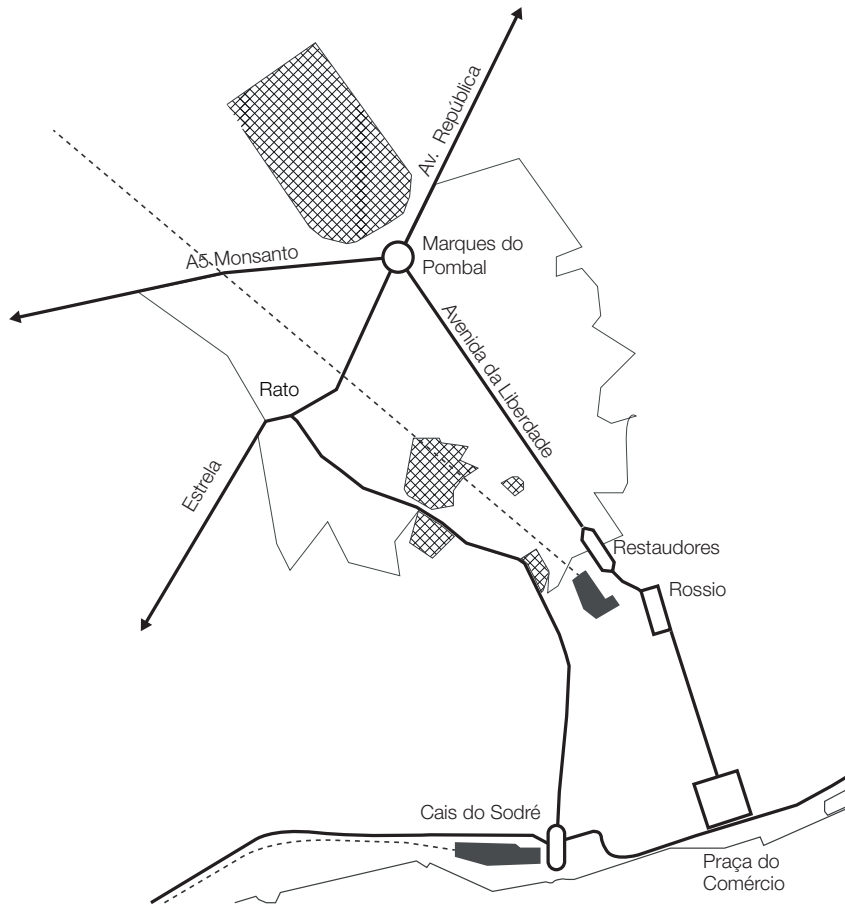 Av. República
Marques do
Pombal
A5 Monsanto
Avenida da Liberdade
Rato
Estrela
Restaudores
Rossio
Cais do Sodré
Praça do
Comércio